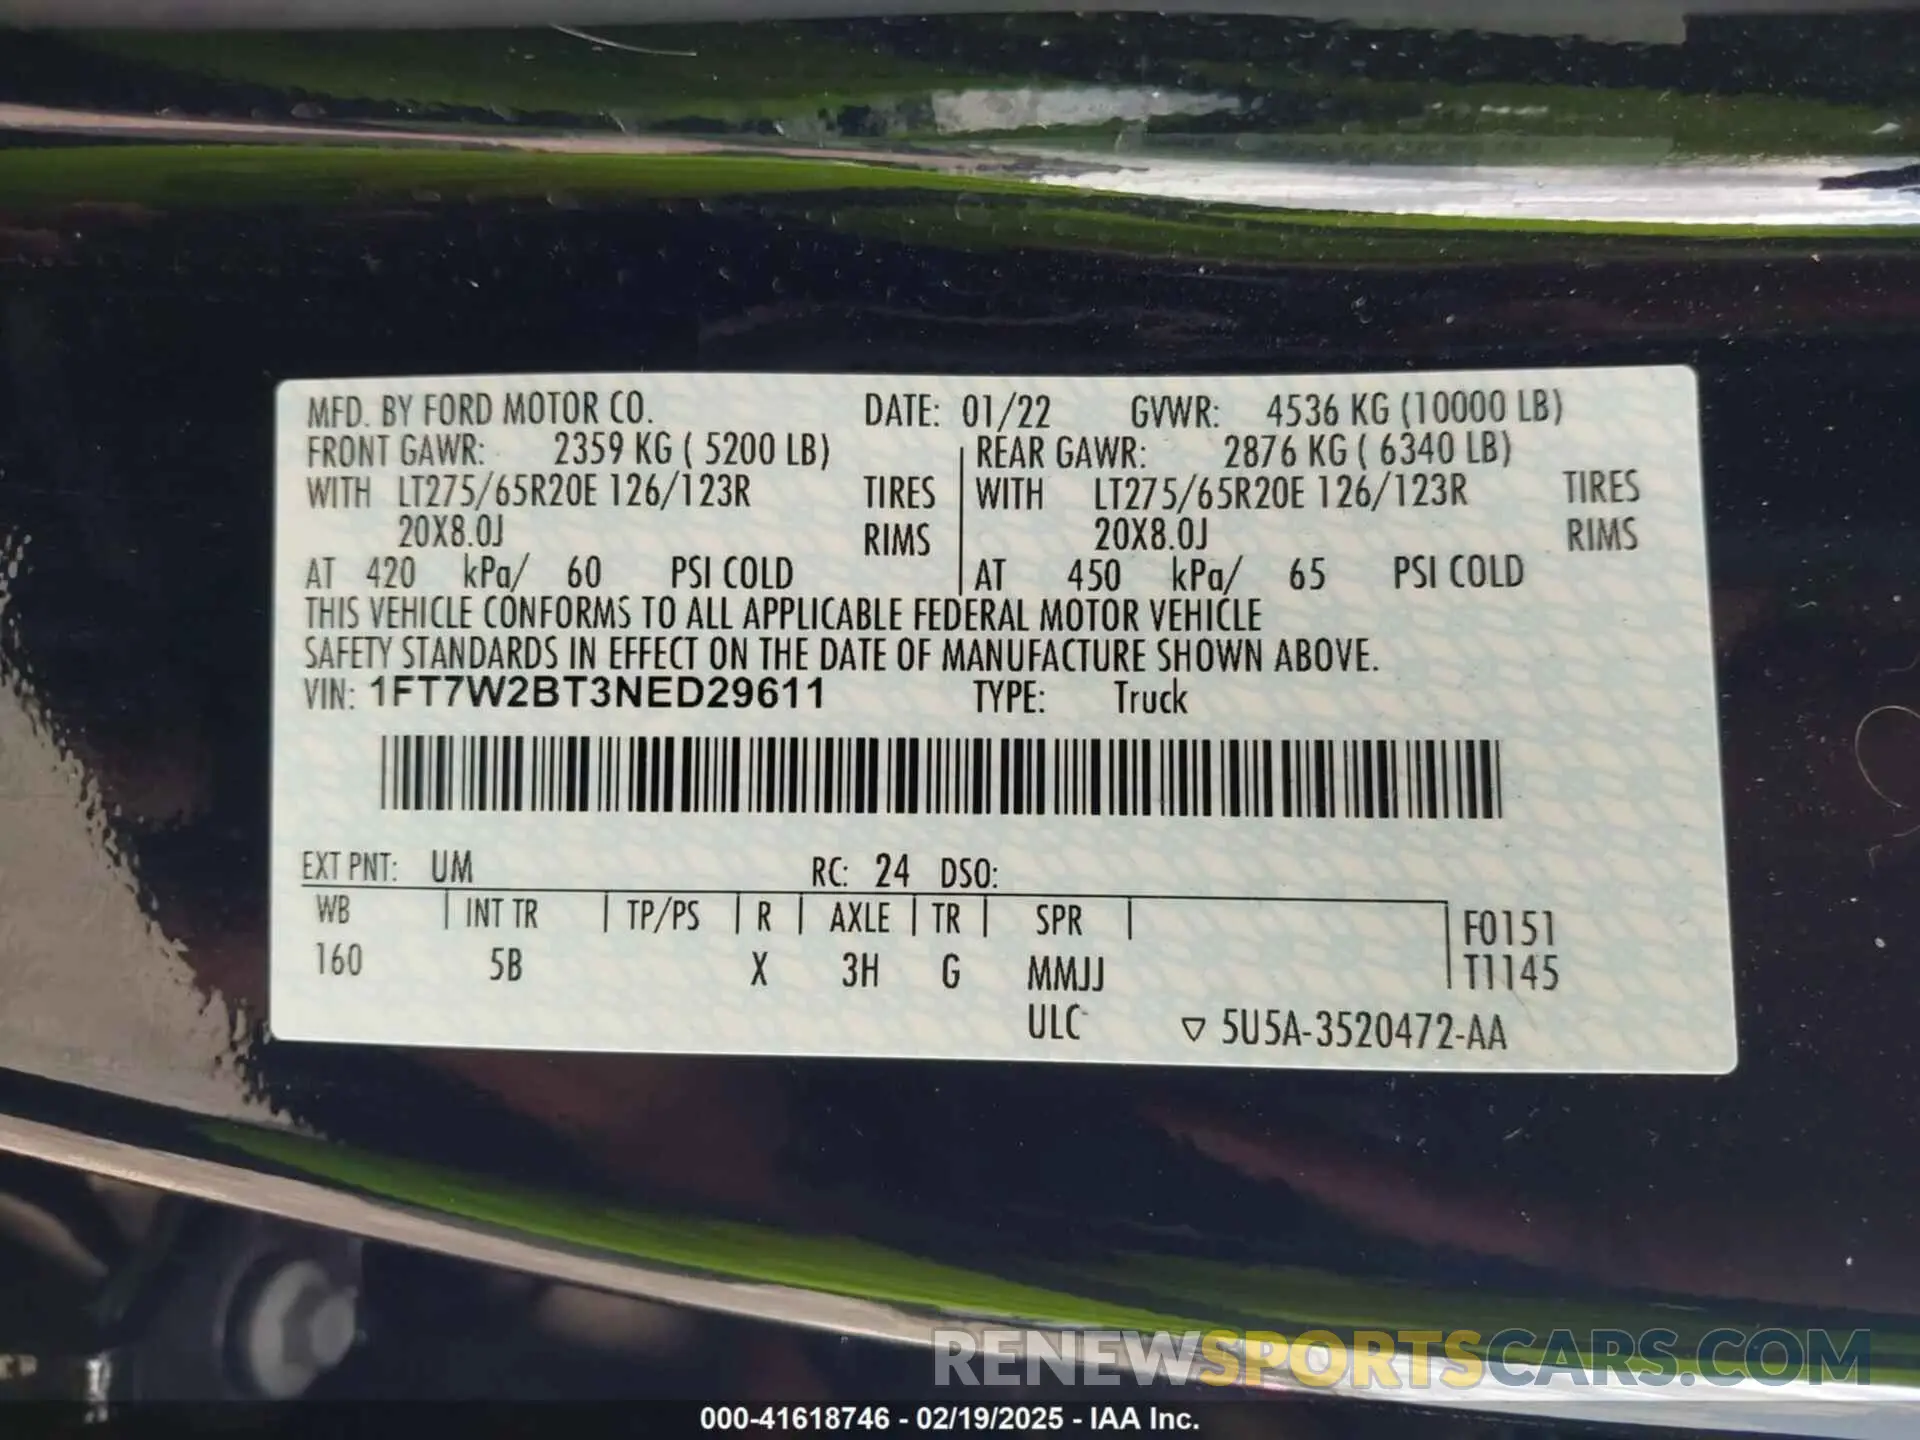 MFD. BY FORD MOTOR CO. DATE: 01/22 GVWR: 4536 KG (10000 LB)
FRONT GAWR: 2359 KG ( 5200 LB) REAR GAWR: 2876 KG ( 6340 LB)
WITH LT275/65R20E 126/123R TIRES WITH LT275/65R20E 126/123R TIRES
20X8.0J RIMS 20X8.0J RIMS
AT 420 kPa/ 60 PSI COLD AT 450 kPa/ 65 PSI COLD
THIS VEHICLE CONFORMS TO ALL APPLICABLE FEDERAL MOTOR VEHICLE
SAFETY STANDARDS IN EFFECT ON THE DATE OF MANUFACTURE SHOWN ABOVE.
VIN: 1FT7W2BT3NED29611 TYPE: Truck
EXT PNT: UM RC: 24 DSO:
WB INT TR TP/PS R AXLE TR SPR F0151
160 5B X 3H G MMJJ T1145
ULC ▽ 5U5A-3520472-AA
RENEWSPORTSCARS.COM
000-41618746 - 02/19/2025 - IAA Inc.